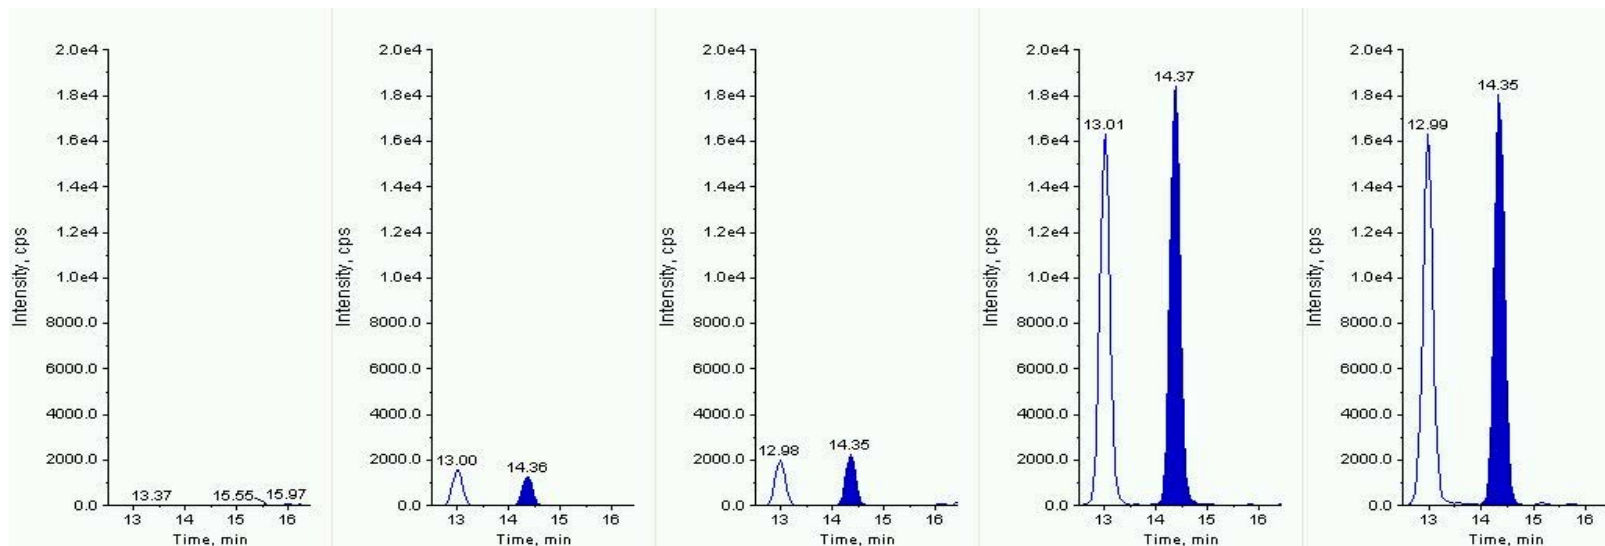 2.0e4
1.8e4
1.6e4
1.4e4
1.2e4
1.0e4
8000.0
6000.0
4000.0
2000.0
0.0
Intensity, cps
13.37 15.55 15.97
13 14 15 16
Time, min
2.0e4
1.8e4
1.6e4
1.4e4
1.2e4
1.0e4
8000.0
6000.0
4000.0
2000.0
0.0
Intensity, cps
13.00 14.36
13 14 15 16
Time, min
2.0e4
1.8e4
1.6e4
1.4e4
1.2e4
1.0e4
8000.0
6000.0
4000.0
2000.0
0.0
Intensity, cps
12.98 14.35
13 14 15 16
Time, min
2.0e4
1.8e4
1.6e4
1.4e4
1.2e4
1.0e4
8000.0
6000.0
4000.0
2000.0
0.0
Intensity, cps
13.01 14.37
13 14 15 16
Time, min
2.0e4
1.8e4
1.6e4
1.4e4
1.2e4
1.0e4
8000.0
6000.0
4000.0
2000.0
0.0
Intensity, cps
12.99 14.35
13 14 15 16
Time, min